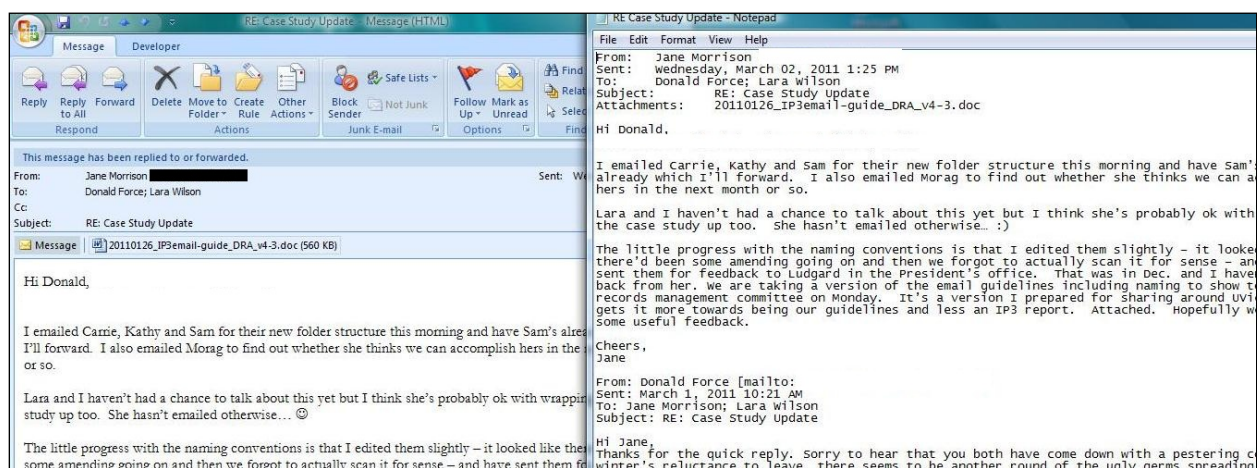 RE: Case Study Update - Message (HTML)
Message Developer
Reply
Reply to All
Forward
Respond
Delete
Move to Folder
Create Rule
Other Actions
Actions
Block Sender
Safe Lists
Not Junk
Junk E-mail
Follow Up
Mark as Unread
Options
Find
Relat
Selec
Find
This message has been replied to or forwarded.
From: Jane Morrison
Sent: We
To: Donald Force; Lara Wilson
Cc:
Subject: RE: Case Study Update
Message 20110126_IP3email-guide_DRA_v4-3.doc (560 KB)
Hi Donald,
I emailed Carrie, Kathy and Sam for their new folder structure this morning and have Sam's alrea
I'll forward. I also emailed Morag to find out whether she thinks we can accomplish hers in the
or so.
Lara and I haven't had a chance to talk about this yet but I think she's probably ok with wrappin
study up too. She hasn't emailed otherwise… ☺
The little progress with the naming conventions is that I edited them slightly – it looked like the
some amending going on and then we forgot to actually scan it for sense – and have sent them fo
RE Case Study Update - Notepad
File Edit Format View Help
From: Jane Morrison
Sent: Wednesday, March 02, 2011 1:25 PM
To: Donald Force; Lara Wilson
Subject: RE: Case Study Update
Attachments: 20110126_IP3email-guide_DRA_v4-3.doc
Hi Donald,
I emailed Carrie, Kathy and Sam for their new folder structure this morning and have Sam's
already which I'll forward. I also emailed Morag to find out whether she thinks we can a
hers in the next month or so.
Lara and I haven't had a chance to talk about this yet but I think she's probably ok with
the case study up too. She hasn't emailed otherwise… :)
The little progress with the naming conventions is that I edited them slightly – it looke
there'd been some amending going on and then we forgot to actually scan it for sense – an
sent them for feedback to Ludgard in the President's office. That was in Dec. and I have
back from her. We are taking a version of the email guidelines including naming to show t
records management committee on Monday. It's a version I prepared for sharing around UVi
gets it more towards being our guidelines and less an IP3 report. Attached. Hopefully w
some useful feedback.
Cheers,
Jane
From: Donald Force [mailto:
Sent: March 1, 2011 10:21 AM
To: Jane Morrison; Lara Wilson
Subject: RE: Case Study Update
Hi Jane,
Thanks for the quick reply. Sorry to hear that you both have come down with a pestering c
winter's reluctance to leave, there seems to be another round of the ugly germs spreadin